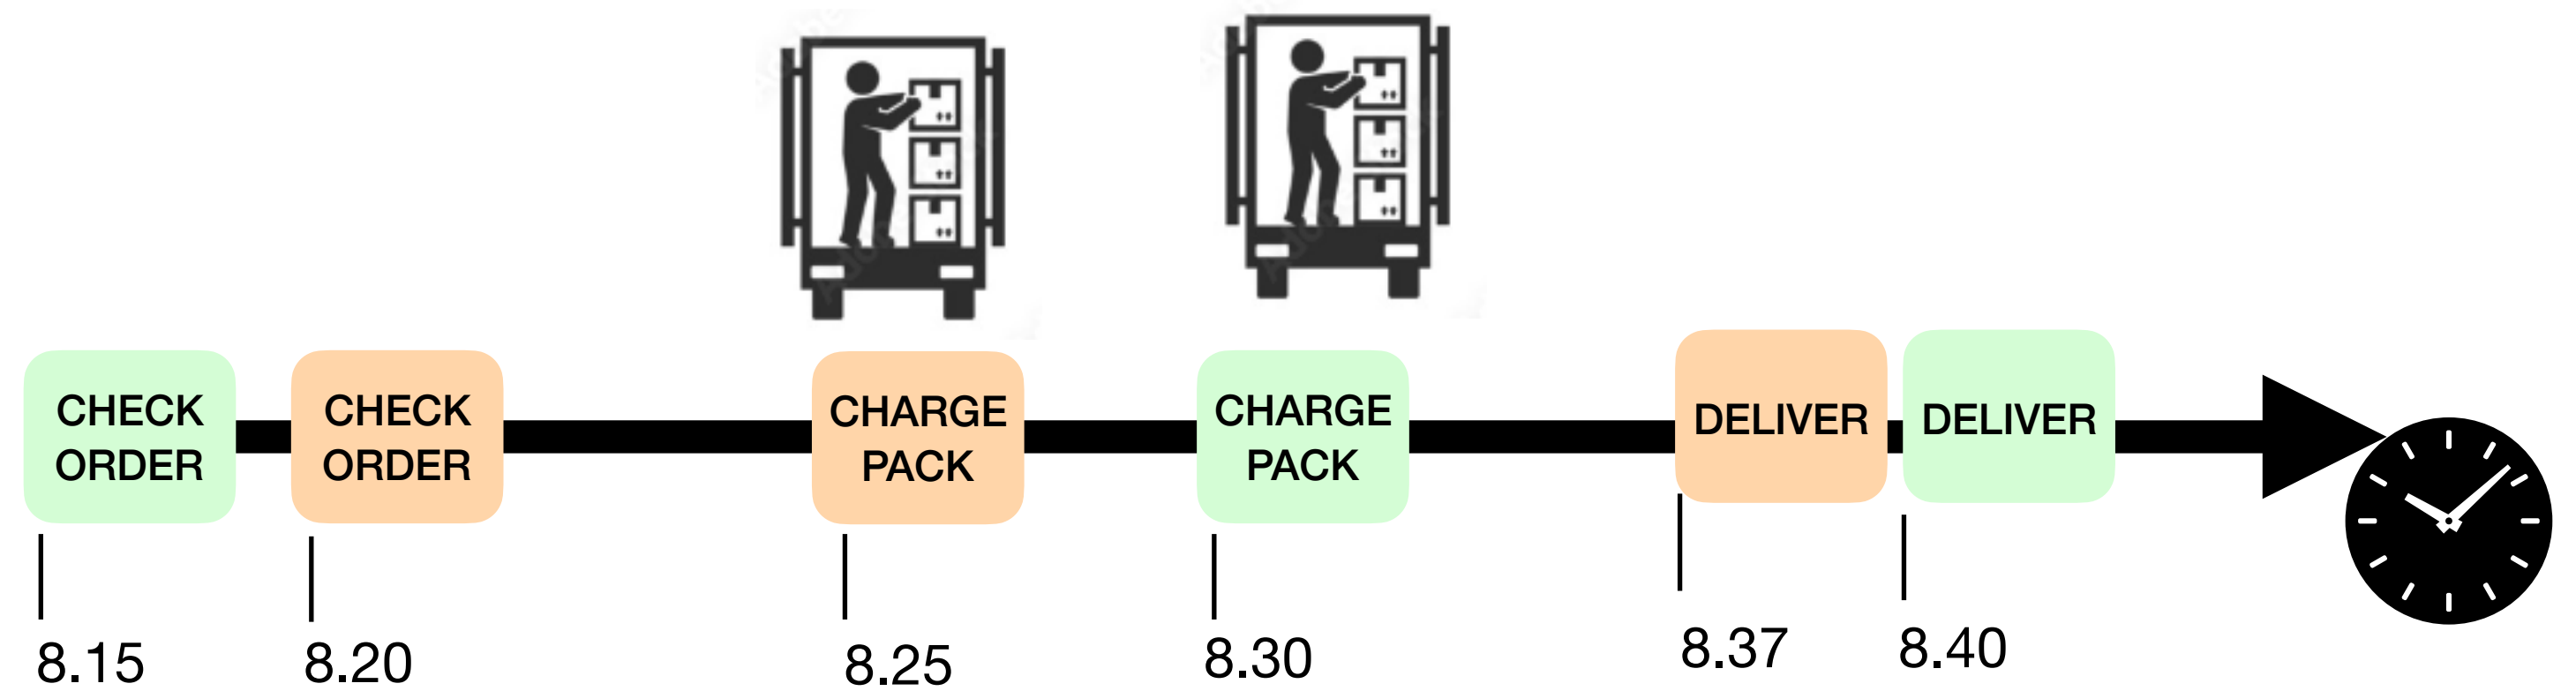 CHECK
ORDER
CHECK
ORDER
CHARGE
PACK
CHARGE
PACK
DELIVER
DELIVER
8.15
8.20
8.25
8.30
8.37
8.40